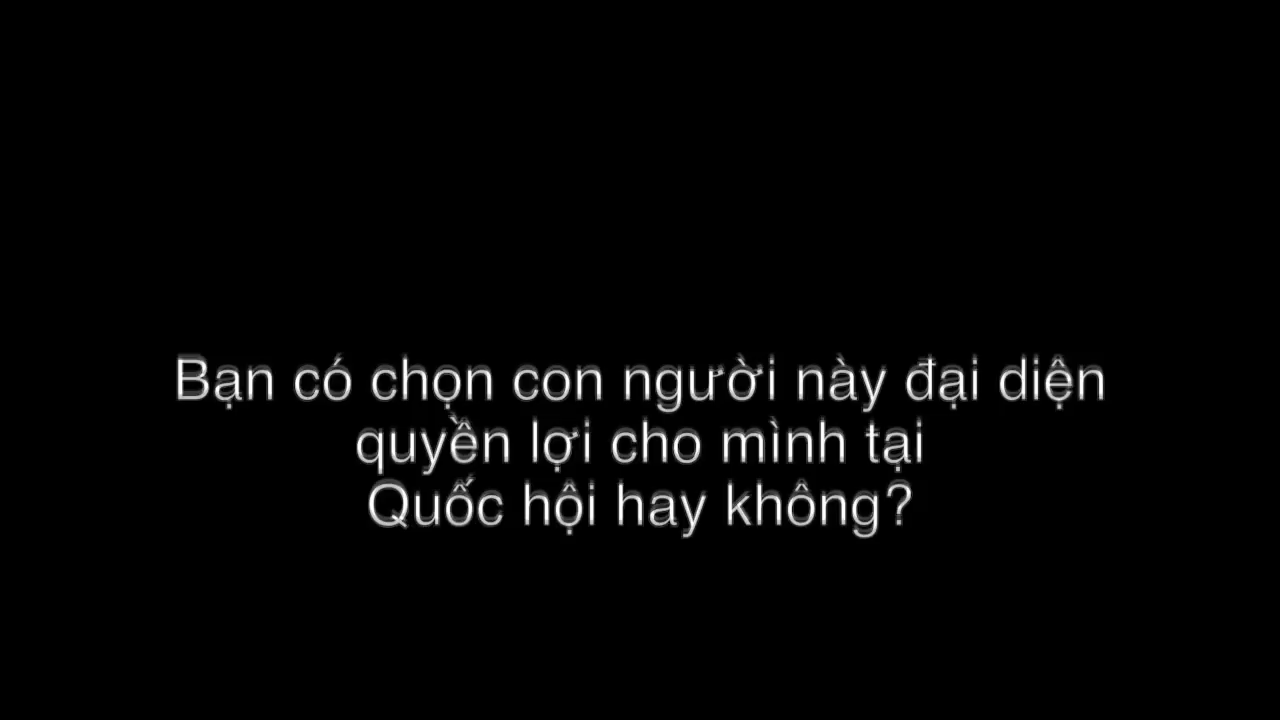 Bạn có chọn con người này đại diện
quyền lợi cho mình tại
Quốc hội hay không?